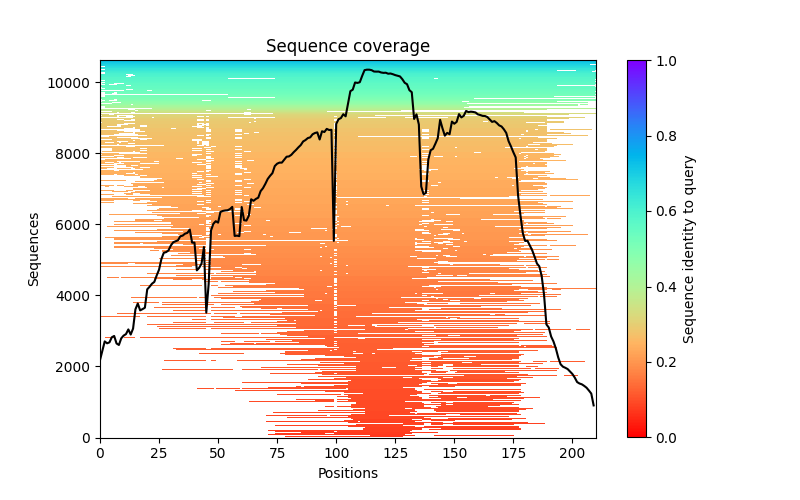 Sequence coverage
10000
8000
6000
4000
2000
0
Sequences
0 25 50 75 100 125 150 175 200
Positions
1.0
0.8
0.6
0.4
0.2
0.0
Sequence identity to query